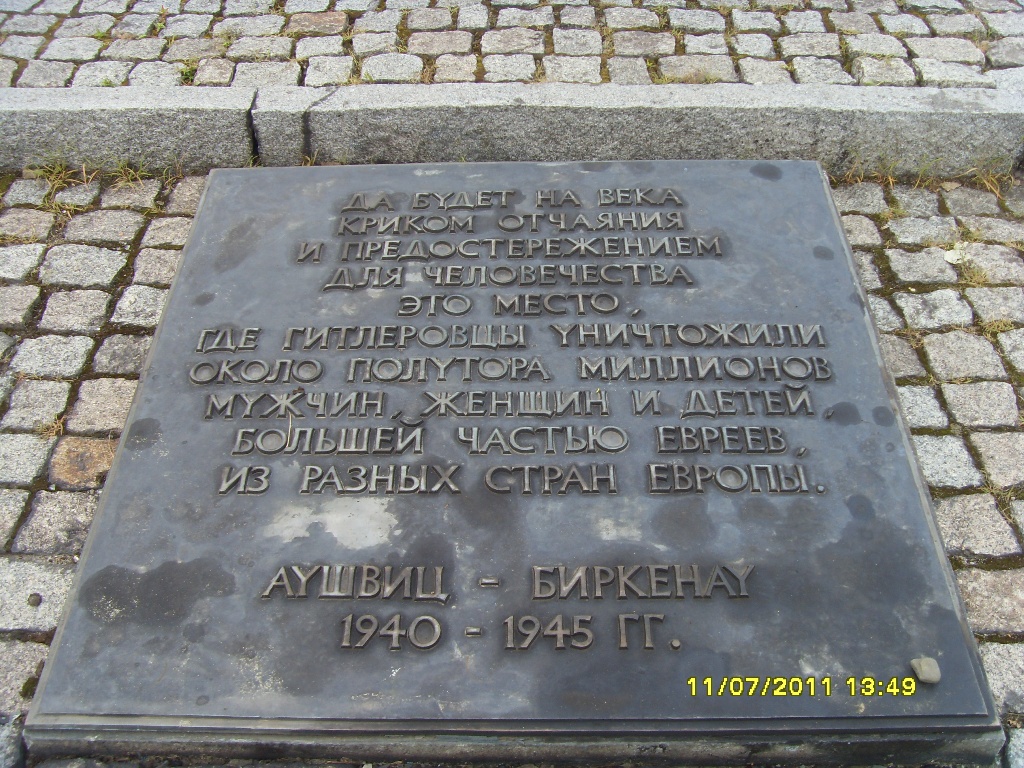 ДА БУДЕТ НА ВЕКА
КРИКОМ ОТЧАЯНИЯ
И ПРЕДОСТЕРЕЖЕНИЕМ
ДЛЯ ЧЕЛОВЕЧЕСТВА
ЭТО МЕСТО,
ГДЕ ГИТЛЕРОВЦЫ УНИЧТОЖИЛИ
ОКОЛО ПОЛУТОРА МИЛЛИОНОВ
МУЖЧИН, ЖЕНЩИН И ДЕТЕЙ,
БОЛЬШЕЙ ЧАСТЬЮ ЕВРЕЕВ,
ИЗ РАЗНЫХ СТРАН ЕВРОПЫ.
АУШВИЦ - БИРКЕНАУ
1940 - 1945 ГГ.
11/07/2011 13:49